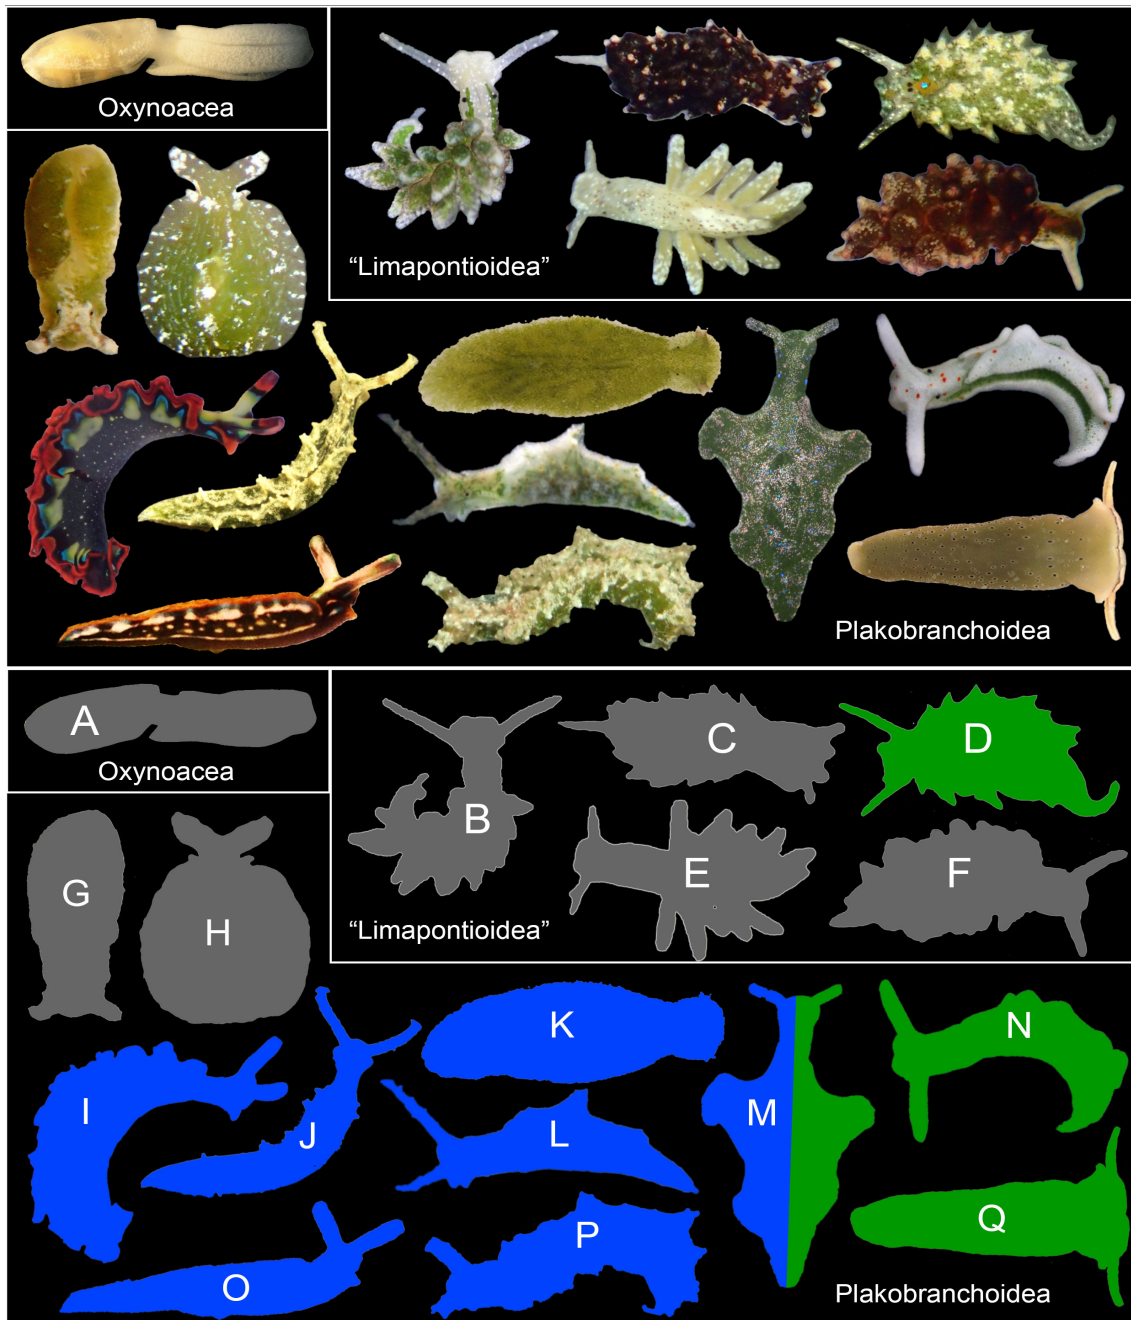 Oxynoacea
“Limapontioidea”
Plakobranchoidea
A
Oxynoacea
B
C
D
E
F
“Limapontioidea”
G
H
I
J
K
L
M
N
O
P
Q
Plakobranchoidea